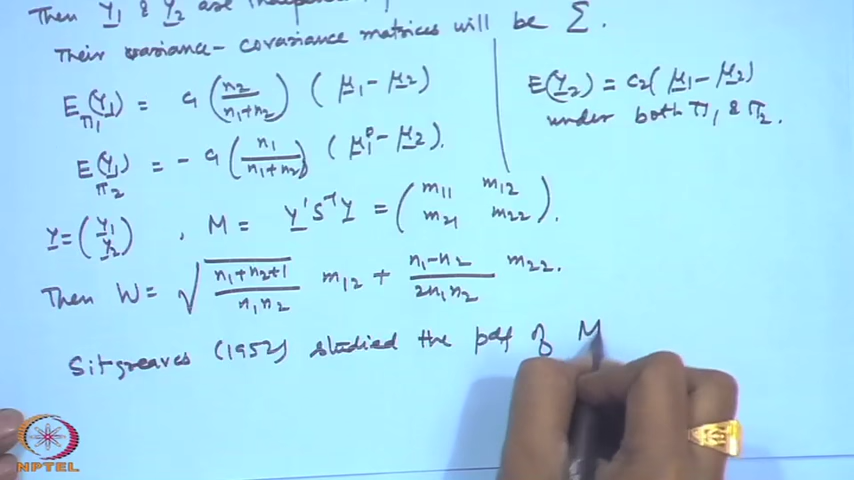 Then Y1 & Y2 are
Their variance-covariance matrices will be Σ.
E_π1(Y1) = c1 (n2/(n1+n2)) (μ1 - μ2)
E(Y2) = c2(μ1 - μ2)
under both π1 & π2.
E_π2(Y1) = - c1 (n1/(n1+n2)) (μ1 - μ2).
Y = (Y1 Y2) , M = Y'S⁻¹Y = (m11 m12 m21 m22).
Then W = √((n1+n2+1)/(n1n2)) m12 + (n1-n2)/(2n1n2) m22.
Sitgreaves (1952) studied the pdf of M
NPTEL